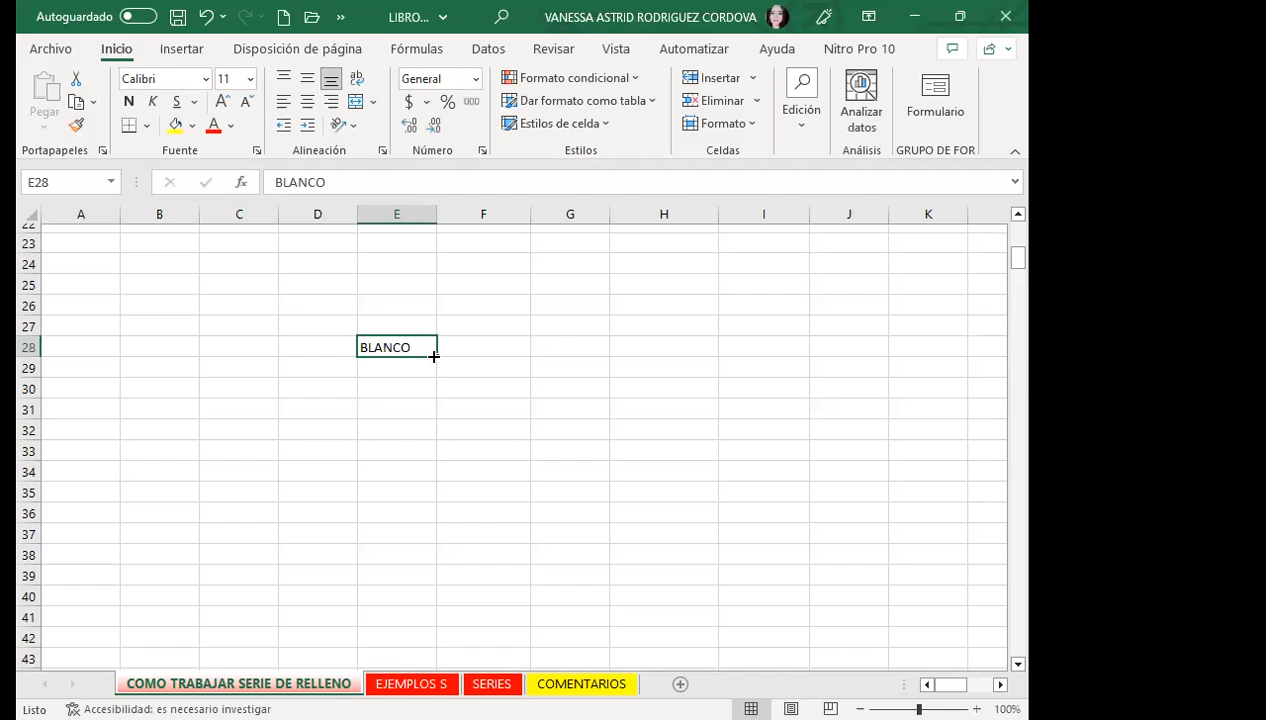 Autoguardado LIBRO... VANESSA ASTRID RODRIGUEZ CORDOVA
Archivo Inicio Insertar Disposición de página Fórmulas Datos Revisar Vista Automatizar Ayuda Nitro Pro 10
Pegar
Portapapeles
Calibri 11
N K S A A
A
Fuente
Alineación
General
$ % 000
Número
Formato condicional
Dar formato como tabla
Estilos de celda
Estilos
Insertar
Eliminar
Formato
Celdas
Edición
Analizar
datos
Análisis
Formulario
GRUPO DE FOR
E28 fx BLANCO
A B C D E F G H I J K
22
23
24
25
26
27
28 BLANCO
29
30
31
32
33
34
35
36
37
38
39
40
41
42
43
COMO TRABAJAR SERIE DE RELLENO EJEMPLOS S SERIES COMENTARIOS
Listo Accesibilidad: es necesario investigar 100%